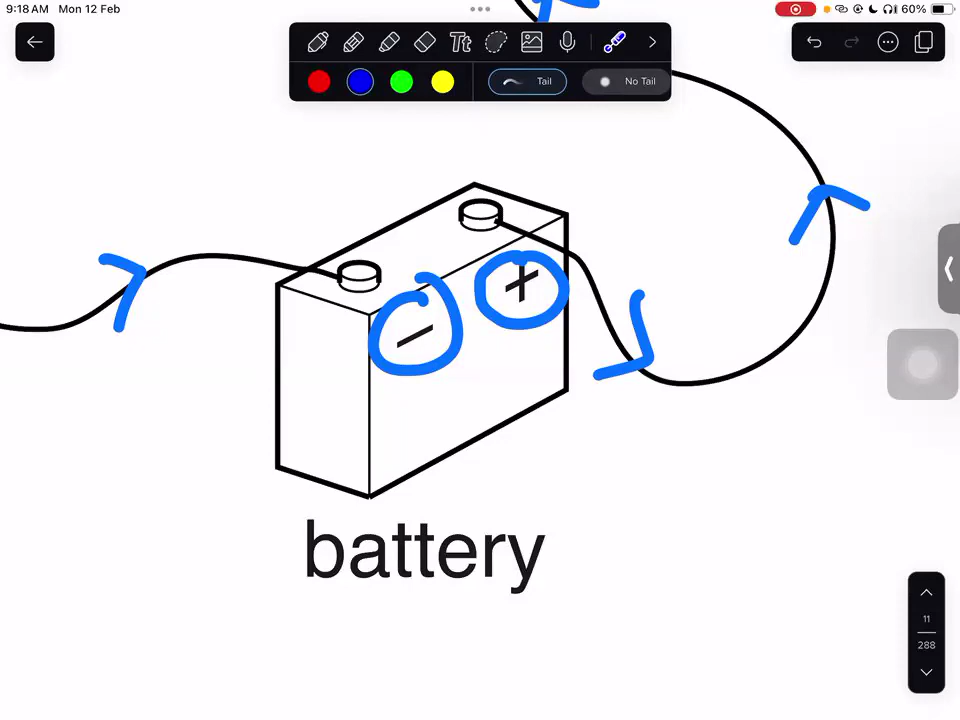 9:18 AM Mon 12 Feb
60%
Tt
Tail
No Tail
− +
battery
11
288